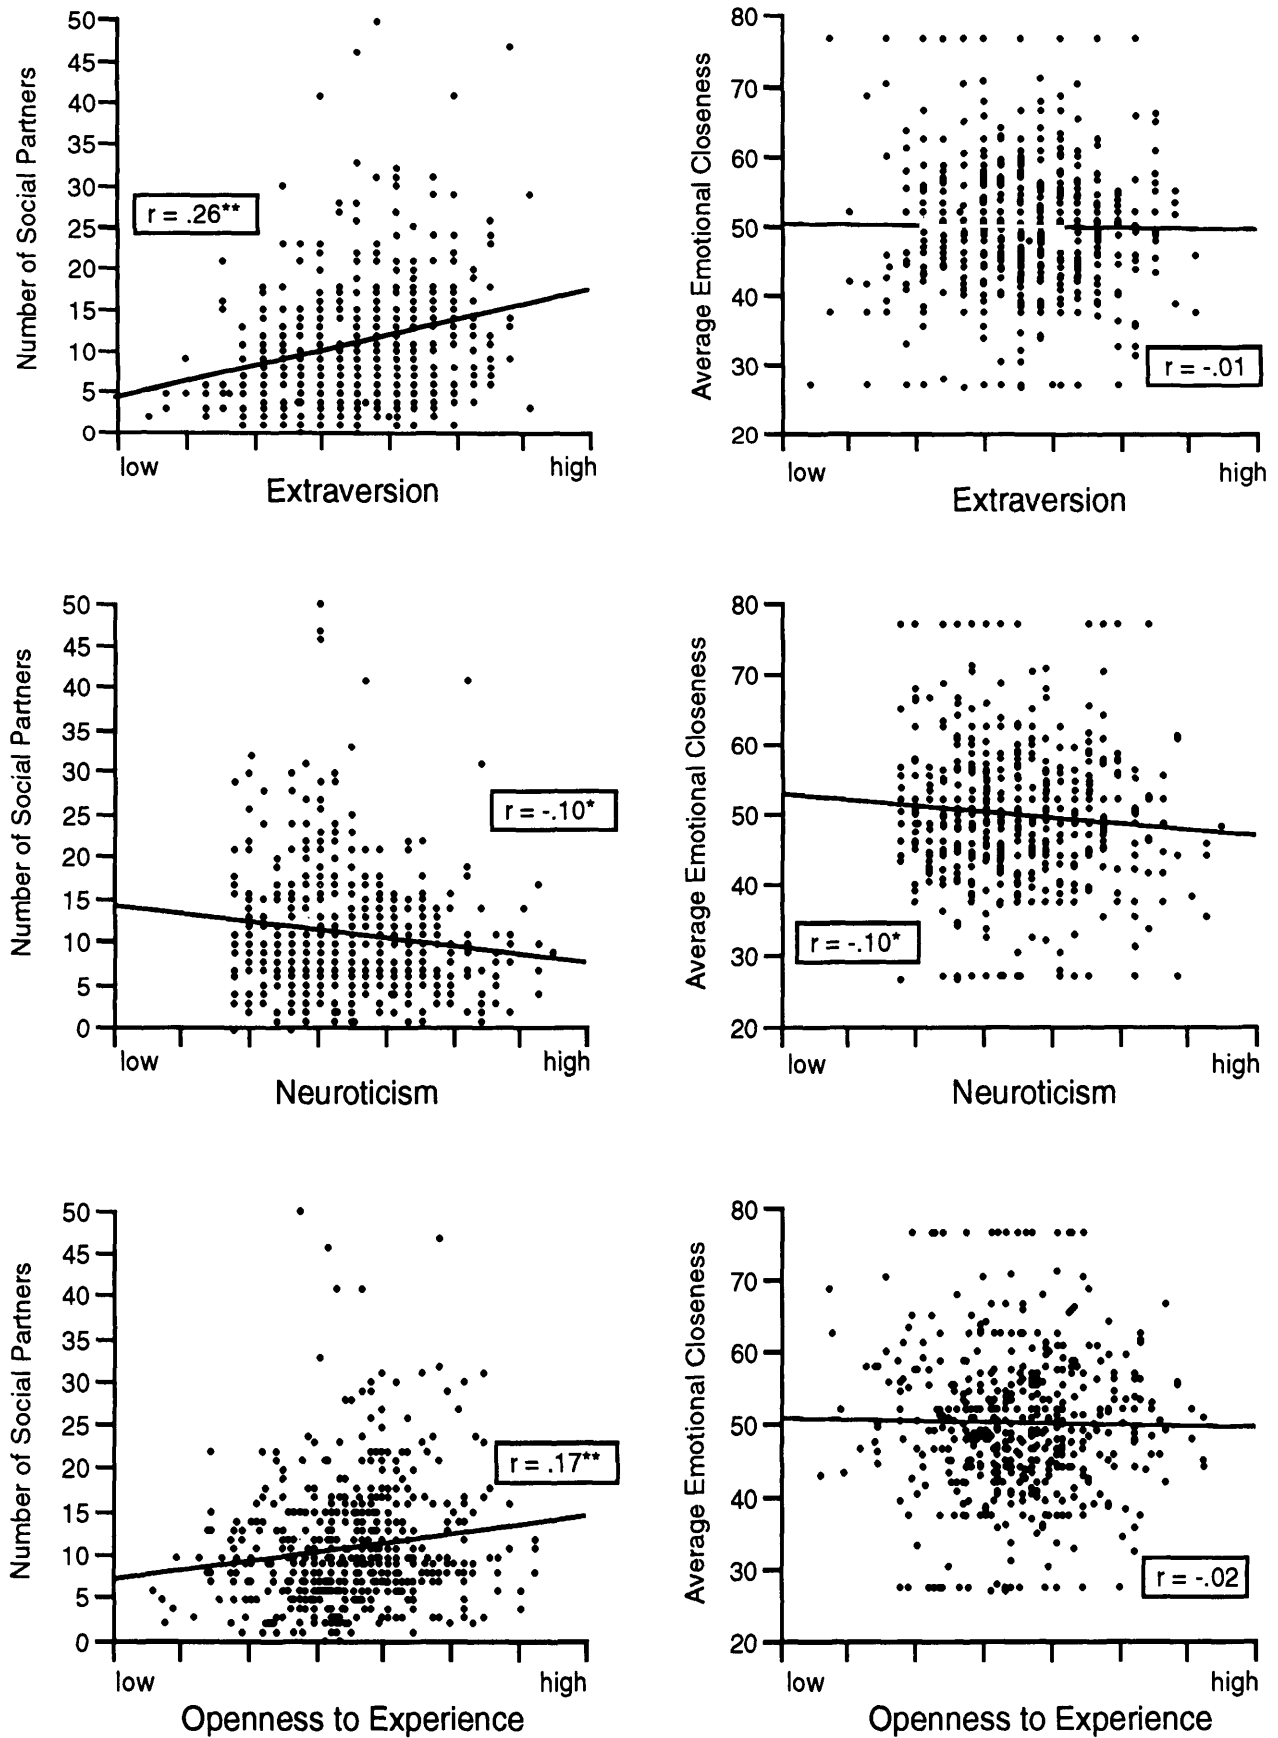 Number of Social Partners
50
45
40
35
30
25
20
15
10
5
0
r = .26**
low
high
Extraversion
Average Emotional Closeness
80
70
60
50
40
30
20
r = -.01
low
high
Extraversion
Number of Social Partners
50
45
40
35
30
25
20
15
10
5
0
r = -.10*
low
high
Neuroticism
Average Emotional Closeness
80
70
60
50
40
30
20
r = -.10*
low
high
Neuroticism
Number of Social Partners
50
45
40
35
30
25
20
15
10
5
0
r = .17**
low
high
Openness to Experience
Average Emotional Closeness
80
70
60
50
40
30
20
r = -.02
low
high
Openness to Experience